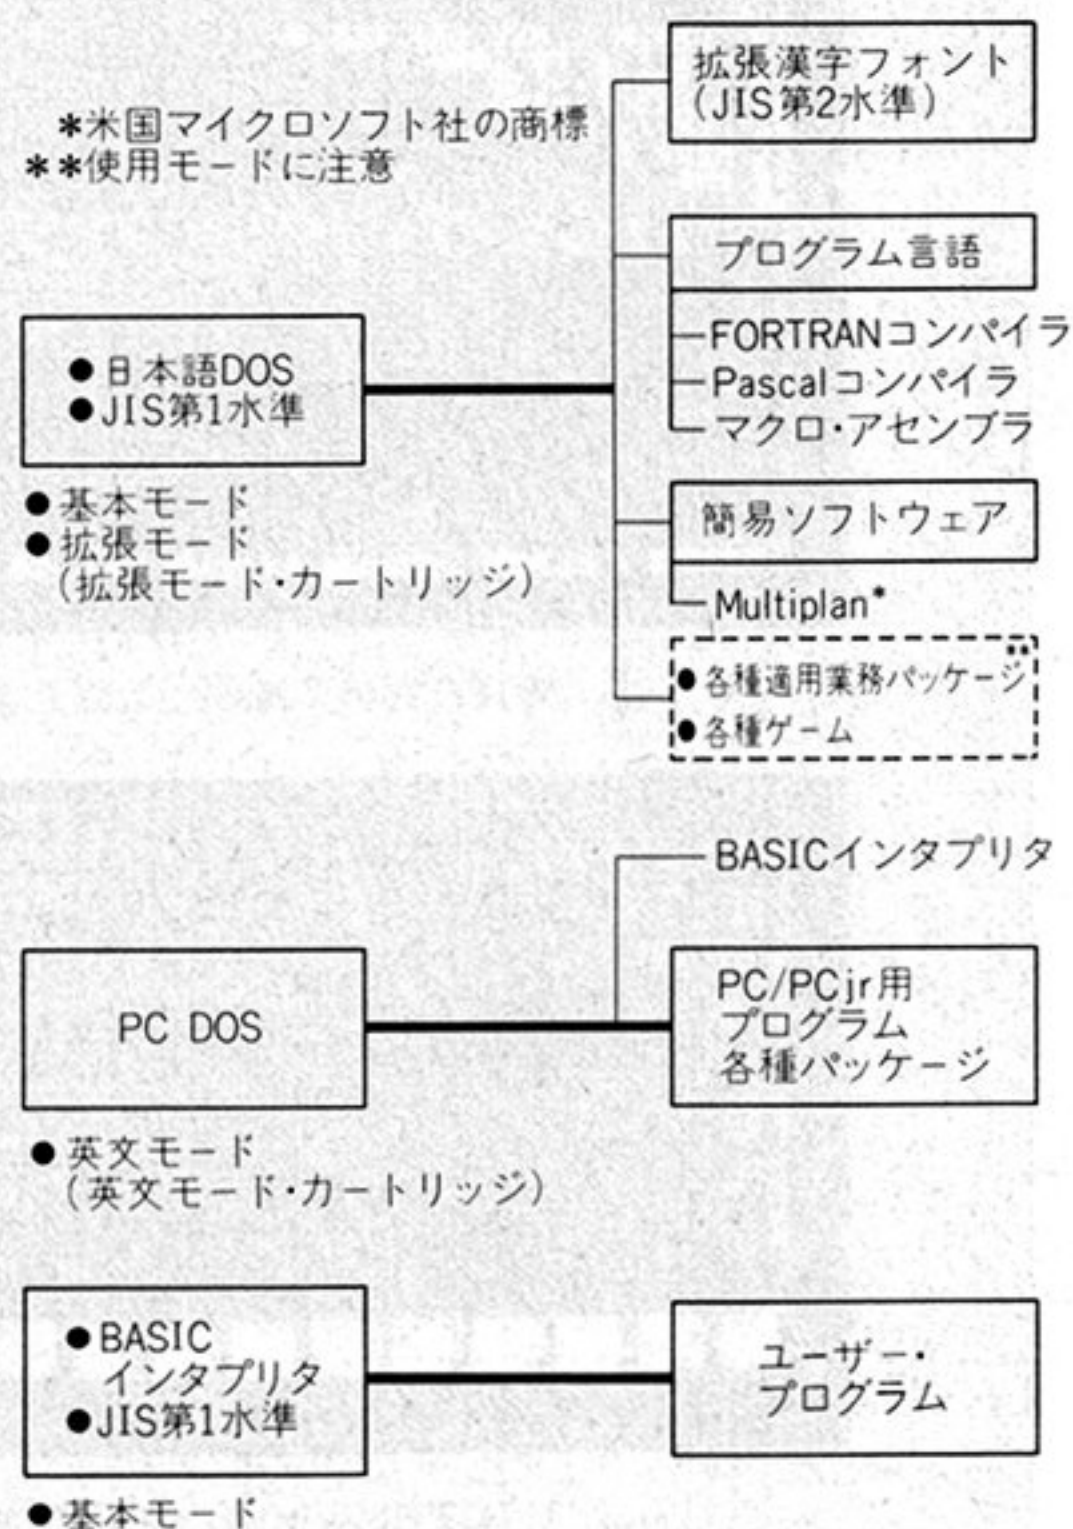 拡張漢字フォント
(JIS第2水準)
*米国マイクロソフト社の商標
**使用モードに注意
プログラム言語
FORTRANコンパイラ
Pascalコンパイラ
マクロ・アセンブラ
●日本語DOS
●JIS第1水準
●基本モード
●拡張モード
(拡張モード・カートリッジ)
簡易ソフトウェア
Multiplan*
●各種適用業務パッケージ**
●各種ゲーム
BASICインタプリタ
PC DOS
PC/PCjr用
プログラム
各種パッケージ
●英文モード
(英文モード・カートリッジ)
●BASIC
インタプリタ
●JIS第1水準
ユーザー・
プログラム
●基本モード